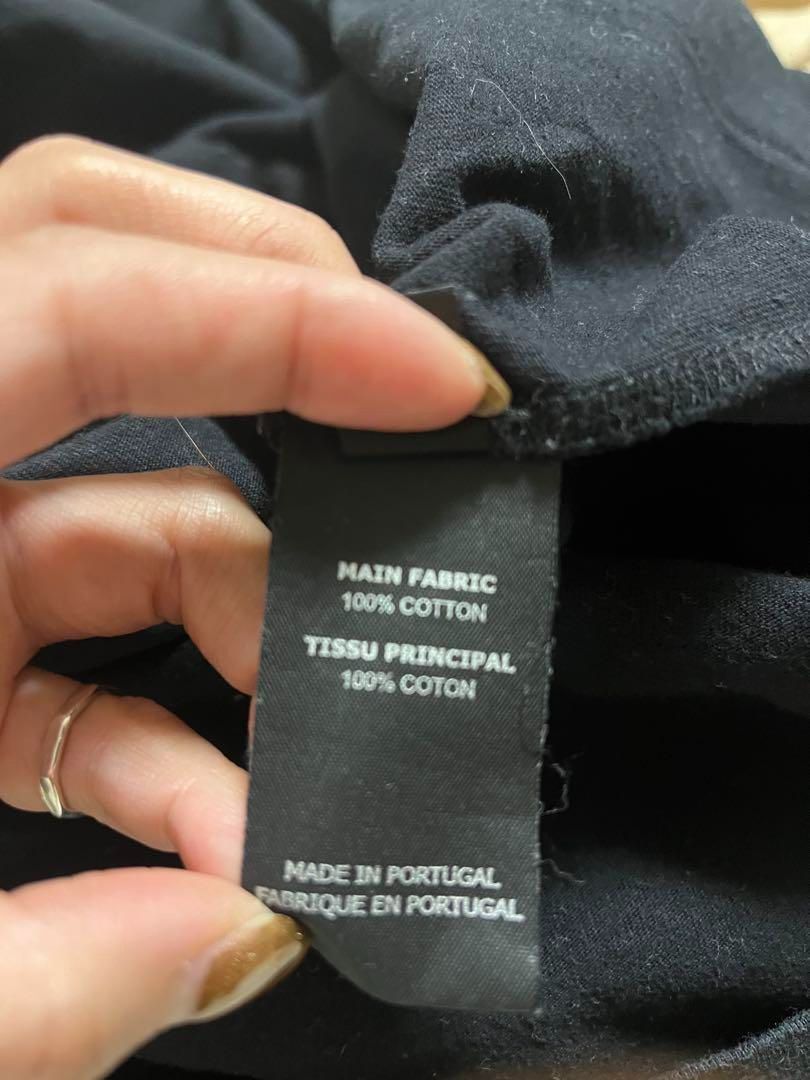 MAIN FABRIC
100% COTTON
TISSU PRINCIPAL
100% COTON
MADE IN PORTUGAL
FABRIQUE EN PORTUGAL